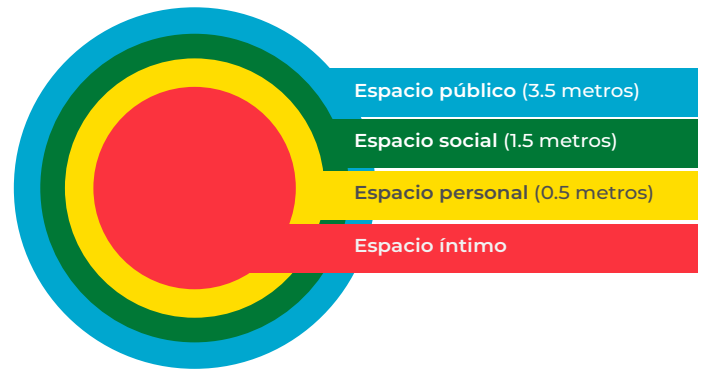 Espacio público (3.5 metros)
Espacio social (1.5 metros)
Espacio personal (0.5 metros)
Espacio íntimo